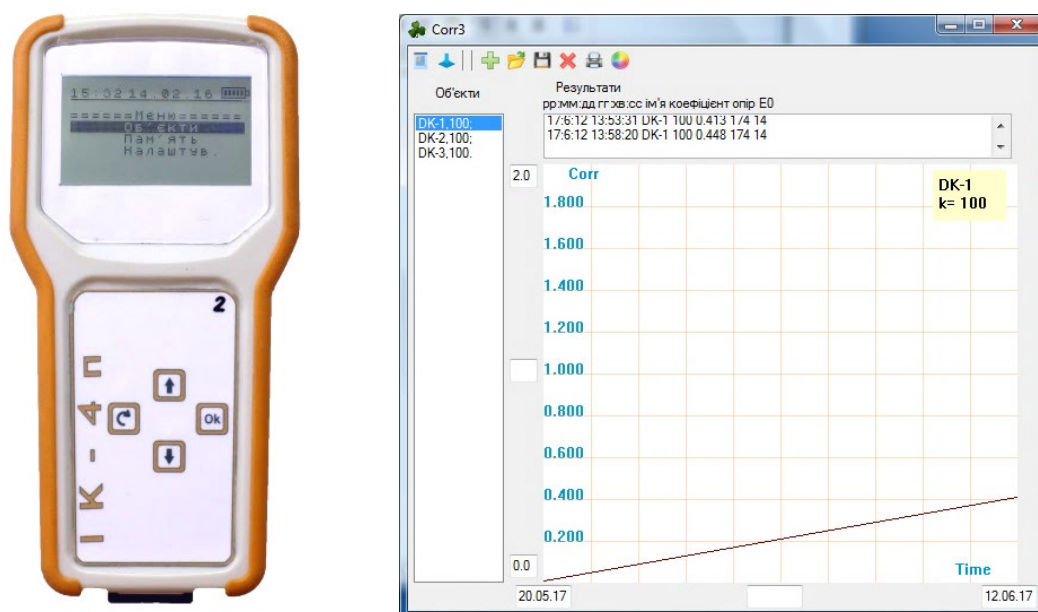 15:32 14.02.16
======Меню======
Об'єкти
Пам'ять
Налаштув.
2
ІК-4п
Ok
Corr3
Об'єкти
Результати
рр:мм:дд гг:хв:сс ім'я коефіцієнт опір E0
DK-1,100;
DK-2,100;
DK-3,100.
17:6:12 13:53:31 DK-1 100 0.413 174 14
17:6:12 13:58:20 DK-1 100 0.448 174 14
2.0
Corr
DK-1
k= 100
1.800
1.600
1.400
1.200
1.000
0.800
0.600
0.400
0.200
0.0
Time
20.05.17
12.06.17